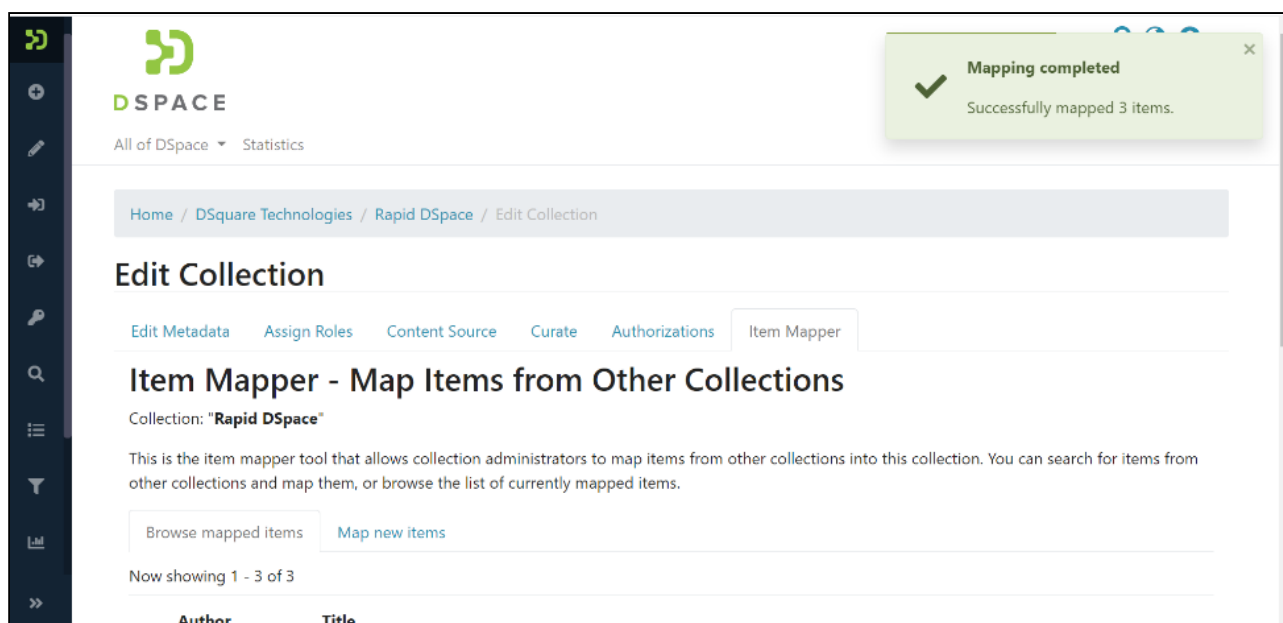 DSPACE
Mapping completed
×
Successfully mapped 3 items.
All of DSpace Statistics
Home / DSquare Technologies / Rapid DSpace / Edit Collection
Edit Collection
Edit Metadata Assign Roles Content Source Curate Authorizations Item Mapper
Item Mapper - Map Items from Other Collections
Collection: "Rapid DSpace"
This is the item mapper tool that allows collection administrators to map items from other collections into this collection. You can search for items from
other collections and map them, or browse the list of currently mapped items.
Browse mapped items Map new items
Now showing 1 - 3 of 3
Author Title